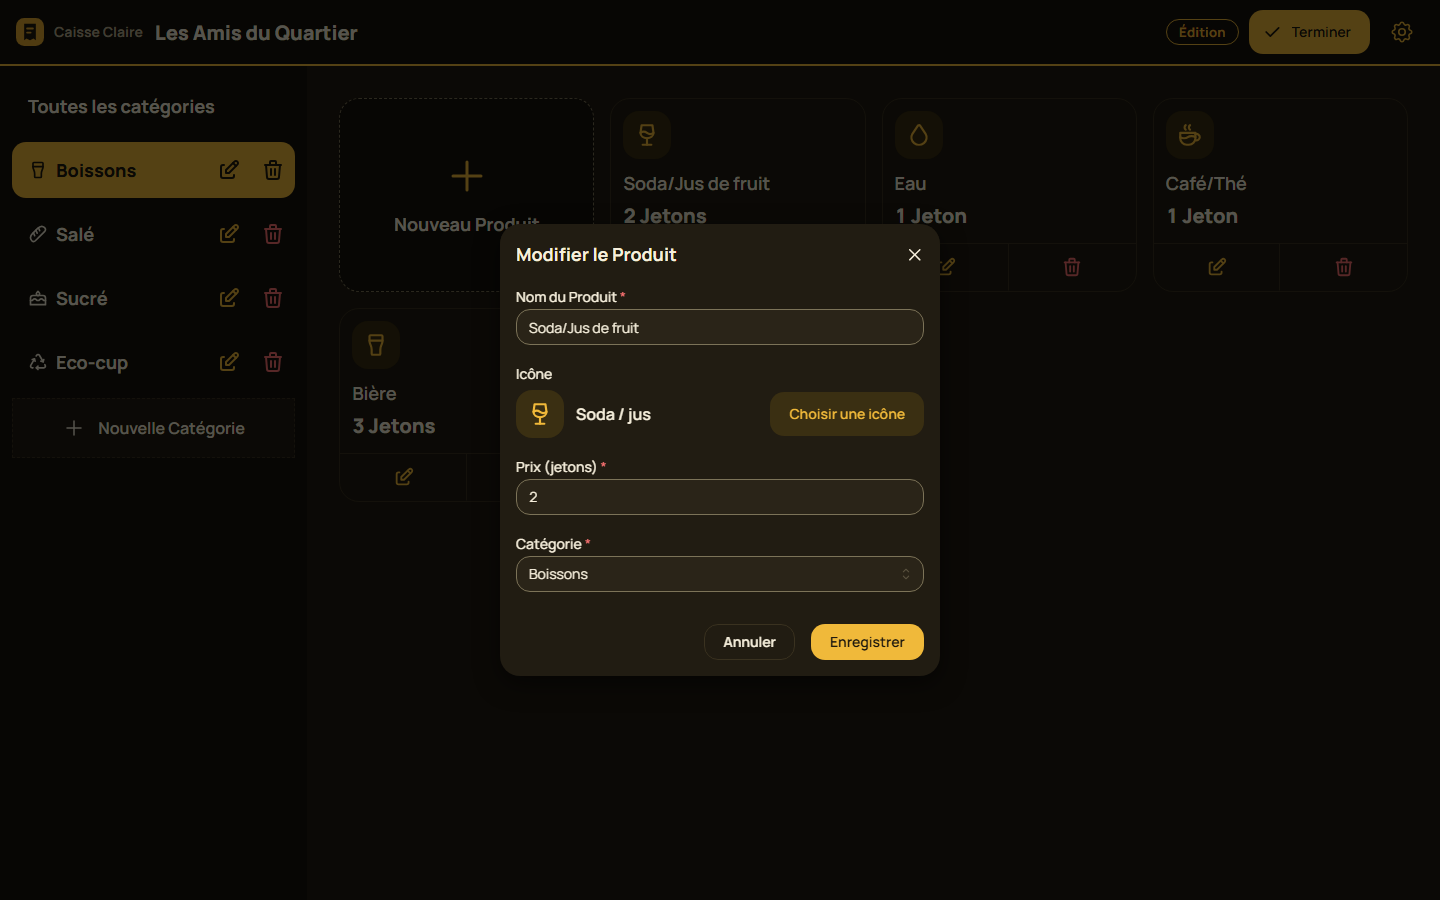 Caisse Claire
Les Amis du Quartier
Édition
Terminer
Toutes les catégories
Boissons
Salé
Sucré
Eco-cup
Nouvelle Catégorie
Nouveau Produit
Soda/Jus de fruit
2 Jetons
Eau
1 Jeton
Café/Thé
1 Jeton
Bière
3 Jetons
Modifier le Produit
Nom du Produit *
Soda/Jus de fruit
Icône
Soda / jus
Choisir une icône
Prix (jetons) *
2
Catégorie *
Boissons
Annuler
Enregistrer